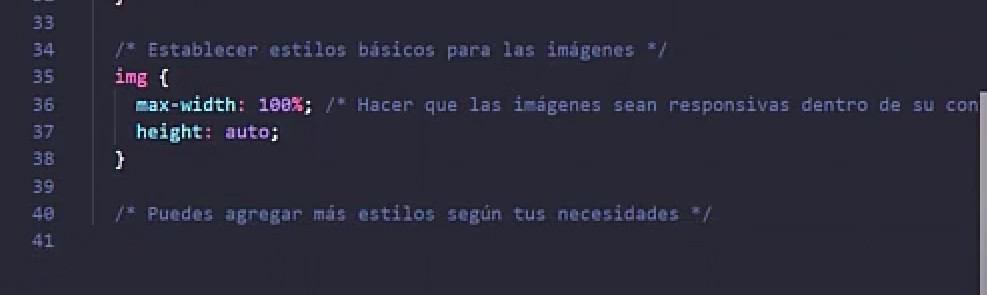 }
33
34 /* Establecer estilos básicos para las imágenes */
35 img {
36 max-width: 100%; /* Hacer que las imágenes sean responsivas dentro de su con
37 height: auto;
38 }
39
40 /* Puedes agregar más estilos según tus necesidades */
41